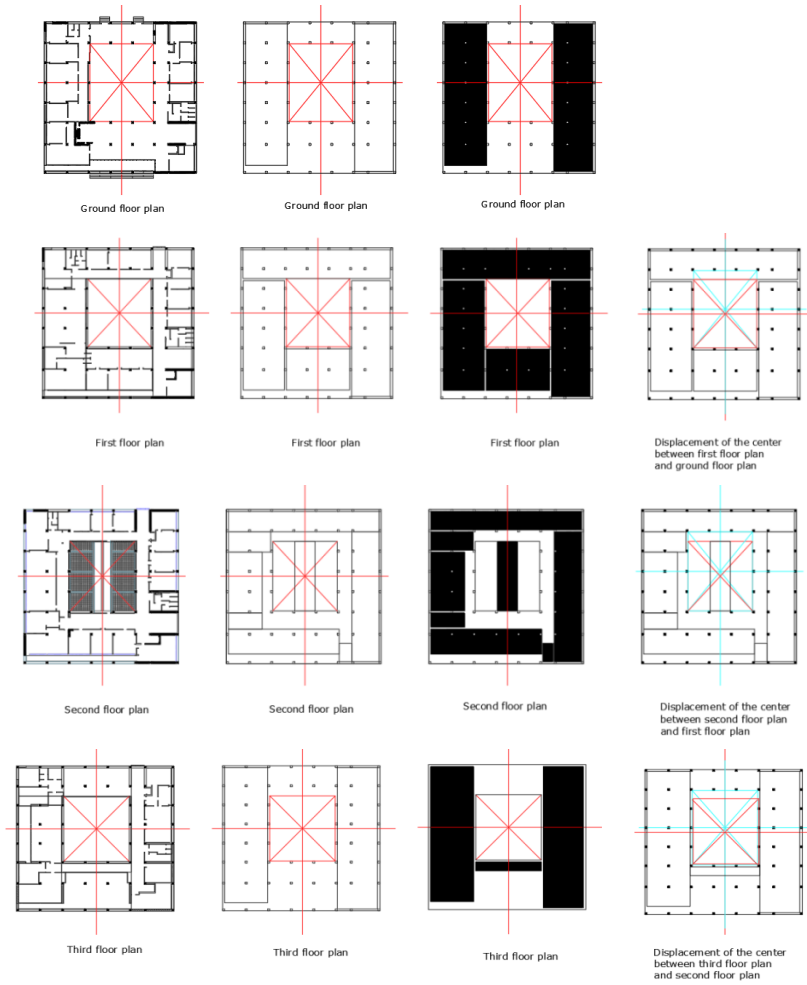 Ground floor plan
Ground floor plan
Ground floor plan
First floor plan
First floor plan
First floor plan
Displacement of the center
between first floor plan
and ground floor plan
Second floor plan
Second floor plan
Second floor plan
Displacement of the center
between second floor plan
and first floor plan
Third floor plan
Third floor plan
Third floor plan
Displacement of the center
between third floor plan
and second floor plan